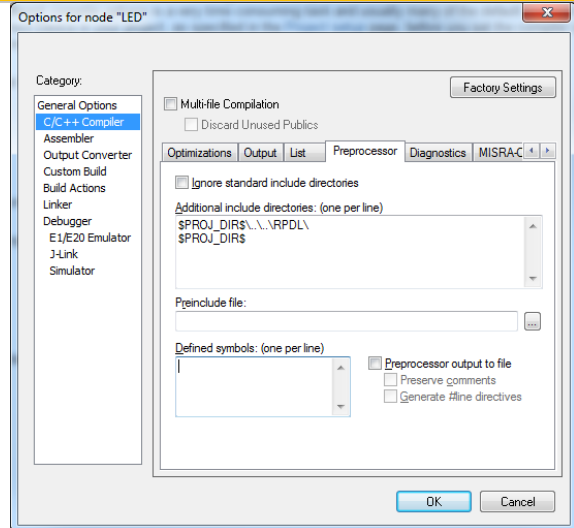 Options for node "LED"
Category:
General Options
C/C++ Compiler
Assembler
Output Converter
Custom Build
Build Actions
Linker
Debugger
E1/E20 Emulator
J-Link
Simulator
Factory Settings
Multi-file Compilation
Discard Unused Publics
Optimizations Output List Preprocessor Diagnostics MISRA-C
Ignore standard include directories
Additional include directories: (one per line)
$PROJ_DIR$\..\..\RPDL\
$PROJ_DIR$
Preinclude file:
...
Defined symbols: (one per line)
Preprocessor output to file
Preserve comments
Generate #line directives
OK Cancel